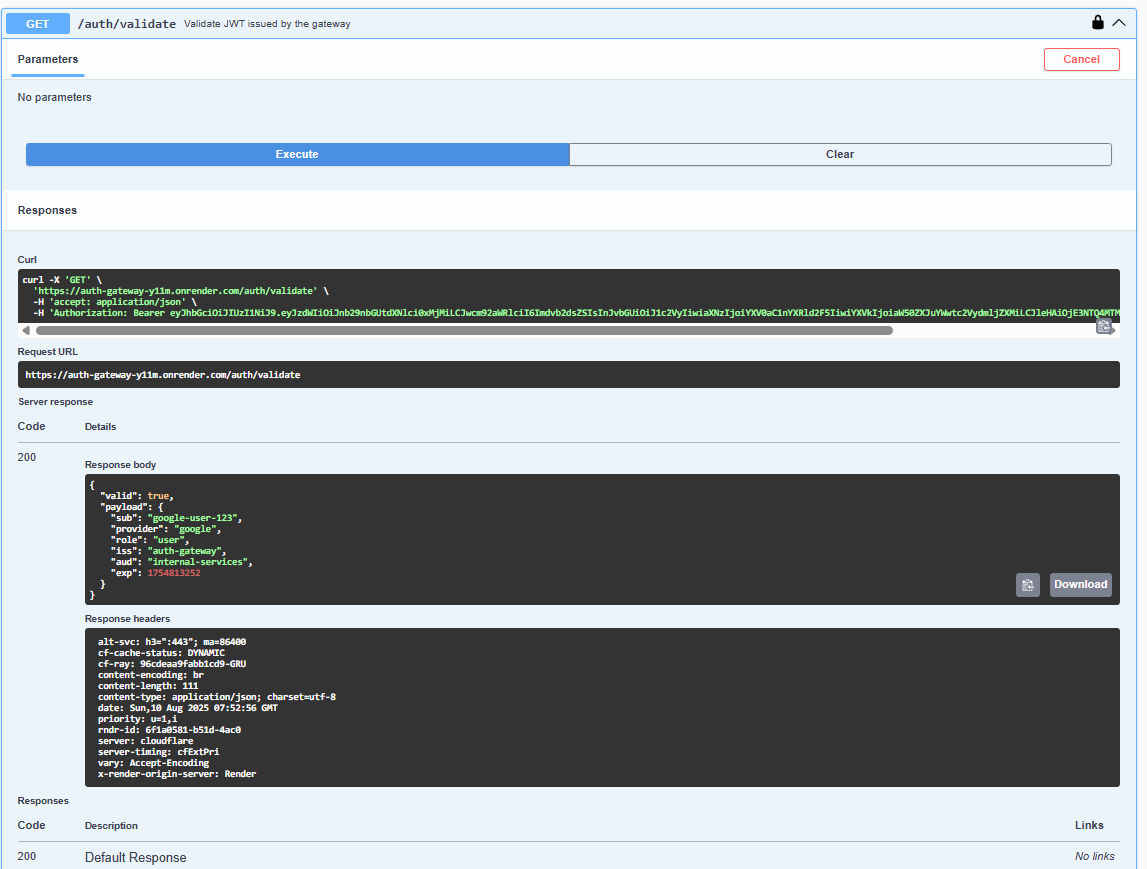 GET /auth/validate Validate JWT issued by the gateway
Parameters
Cancel
No parameters
Execute
Clear
Responses
Curl
curl -X 'GET' \
'https://auth-gateway-y11m.onrender.com/auth/validate' \
-H 'accept: application/json' \
-H 'Authorization: Bearer
Request URL
https://auth-gateway-y11m.onrender.com/auth/validate
Server response
Code Details
200
Response body
{
"valid": true,
"payload": {
"sub": "google-user-123",
"provider": "google",
"role": "user",
"iss": "auth-gateway",
"aud": "internal-services",
"exp": 1754813252
}
}
Download
Response headers
alt-svc: h3=":443"; ma=86400
cf-cache-status: DYNAMIC
cf-ray: 96cdeaa9fabb1cd9-GRU
content-encoding: br
content-length: 111
content-type: application/json; charset=utf-8
date: Sun,10 Aug 2025 07:52:56 GMT
priority: u=1,i
rndr-id: 6f1a0581-b51d-4ac0
server: cloudflare
server-timing: cfExtPri
vary: Accept-Encoding
x-render-origin-server: Render
Responses
Code Description Links
200 Default Response No links